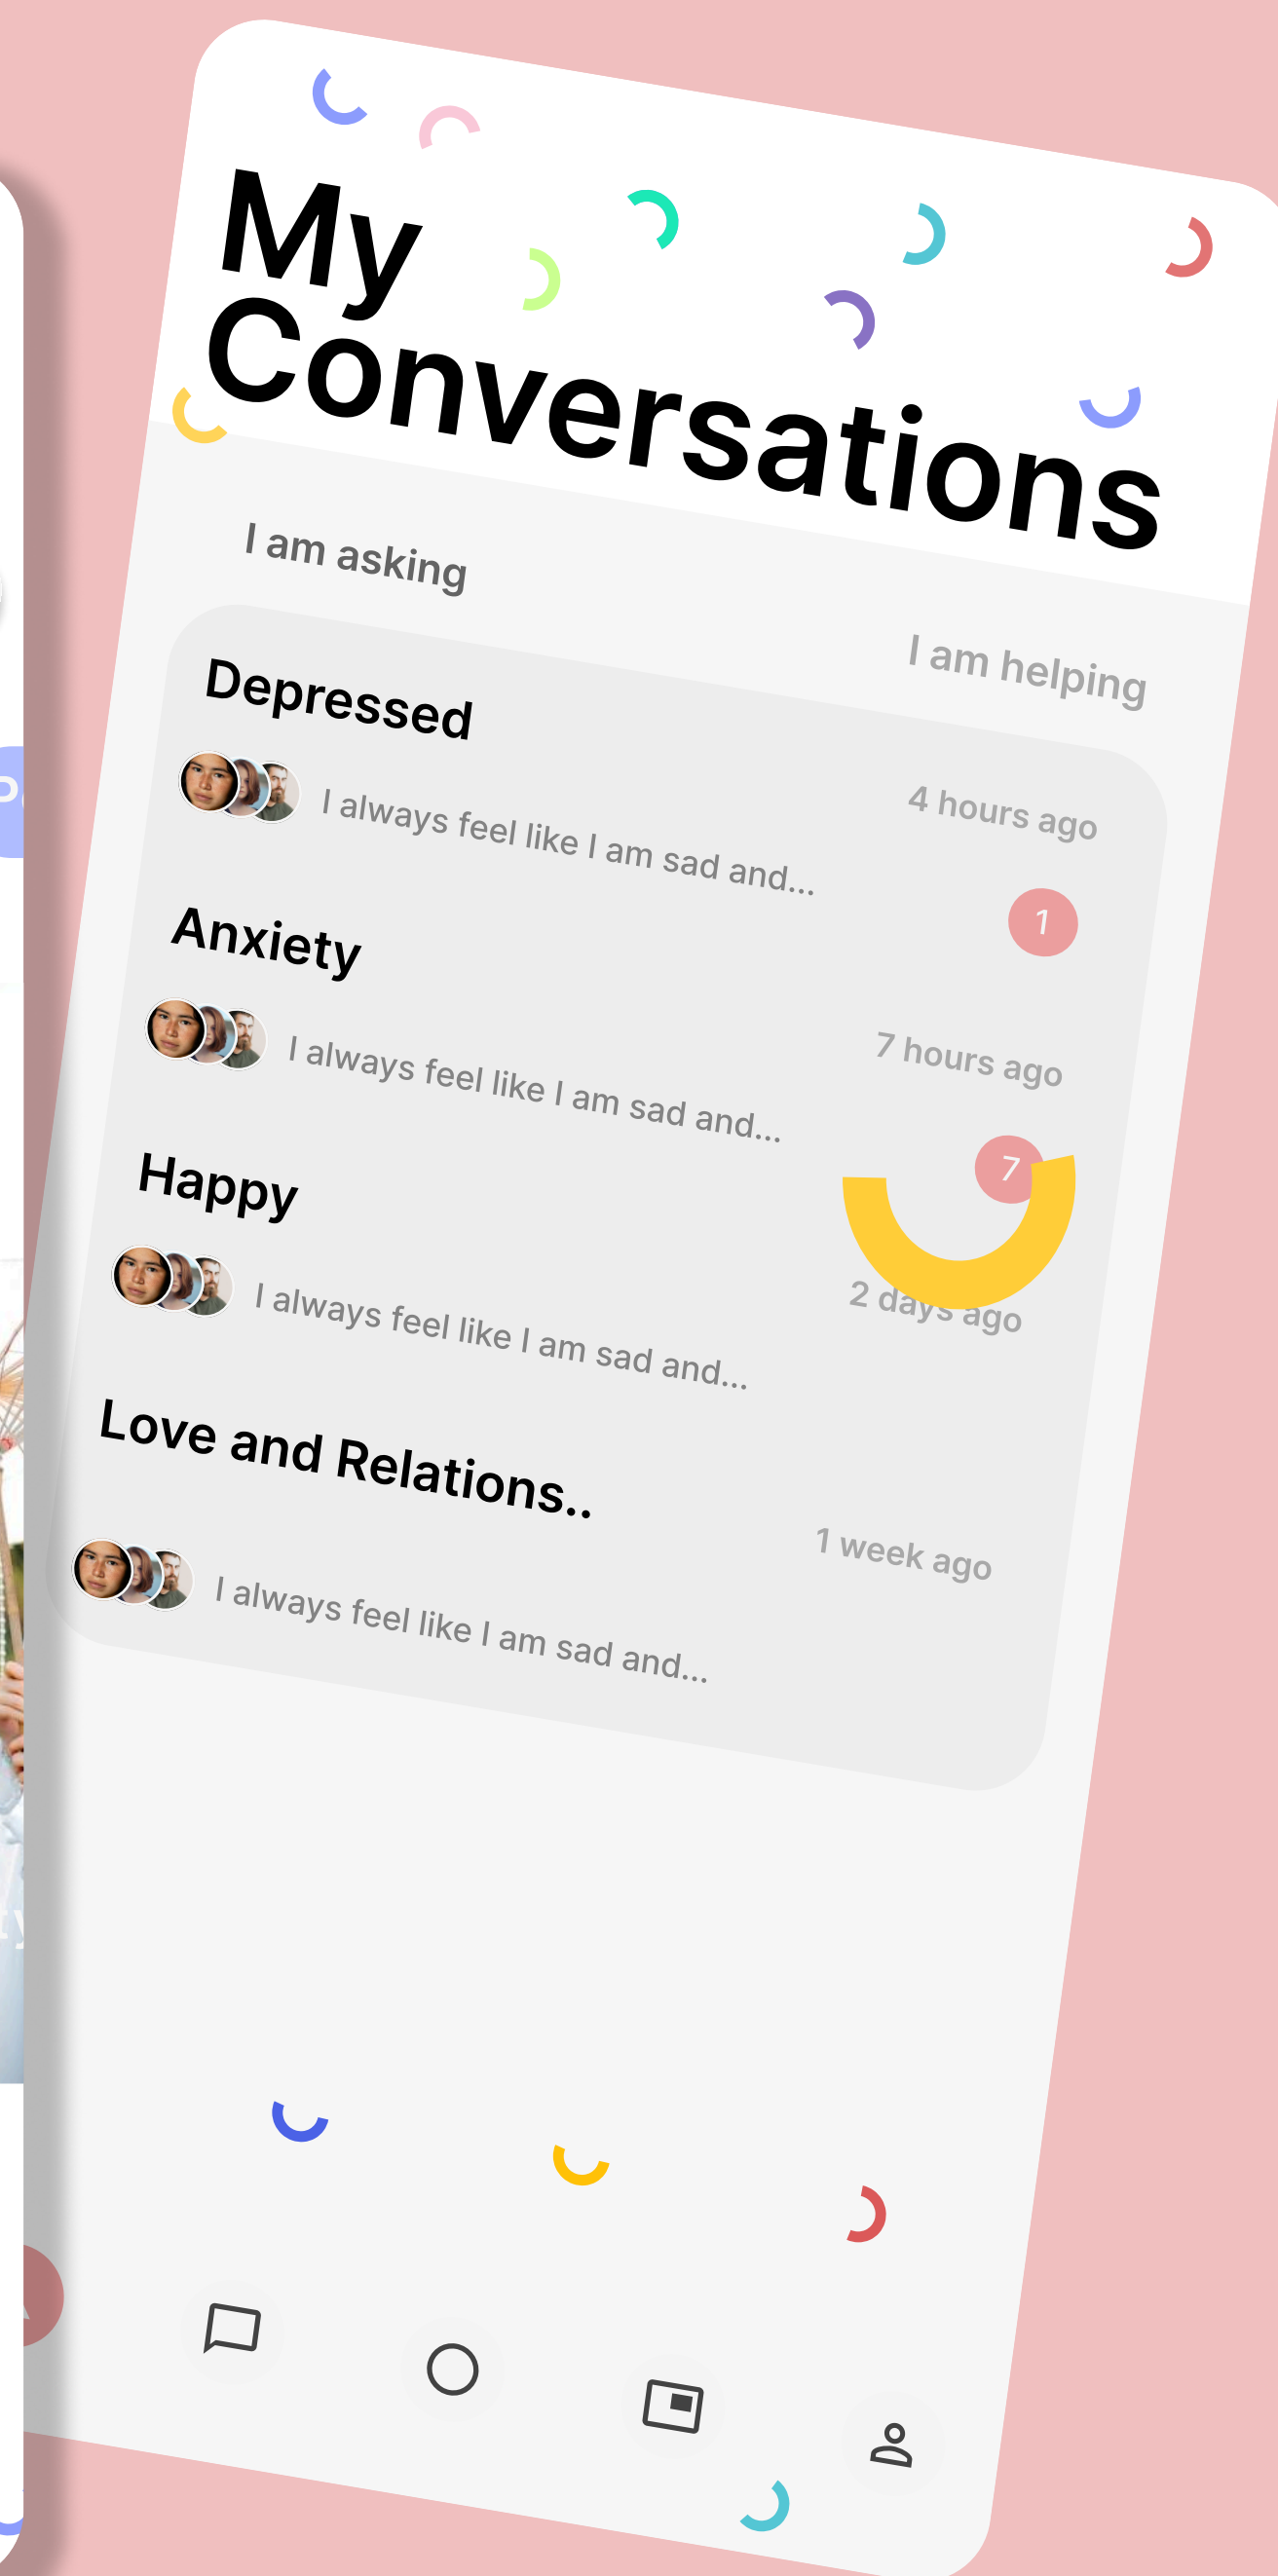 My
Conversations
I am asking
I am helping
Depressed
4 hours ago
I always feel like I am sad and...
1
Anxiety
7 hours ago
I always feel like I am sad and...
7
Happy
2 days ago
I always feel like I am sad and...
Love and Relations..
1 week ago
I always feel like I am sad and...